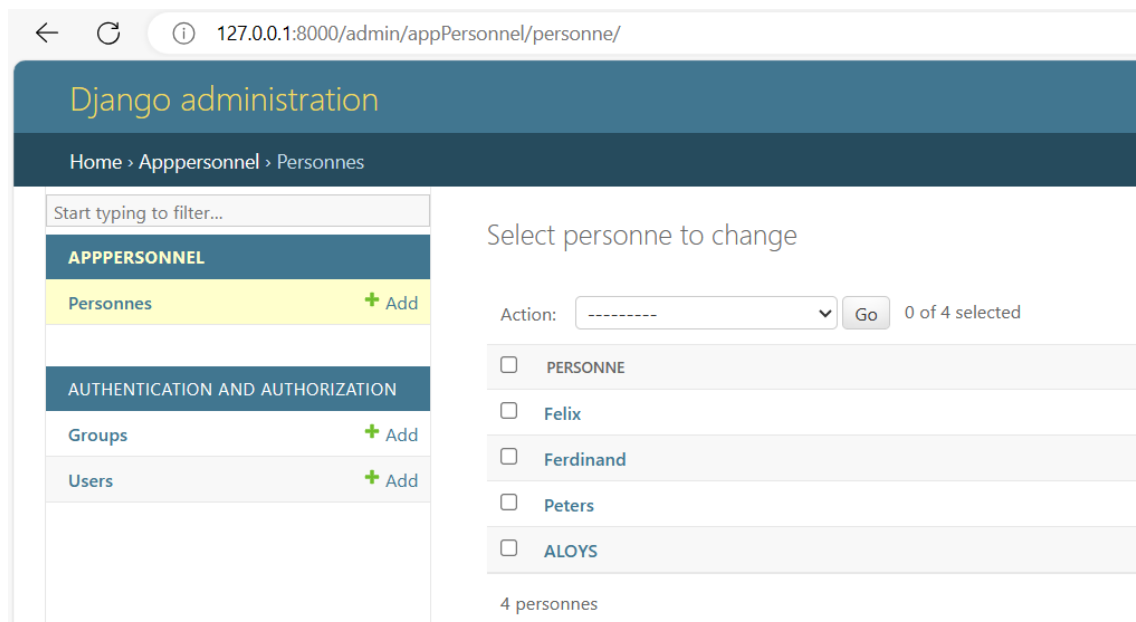 127.0.0.1:8000/admin/appPersonnel/personne/
Django administration
Home › Apppersonnel › Personnes
Start typing to filter...
APPPERSONNEL
Personnes + Add
AUTHENTICATION AND AUTHORIZATION
Groups + Add
Users + Add
Select personne to change
Action: --------- Go 0 of 4 selected
PERSONNE
Felix
Ferdinand
Peters
ALOYS
4 personnes